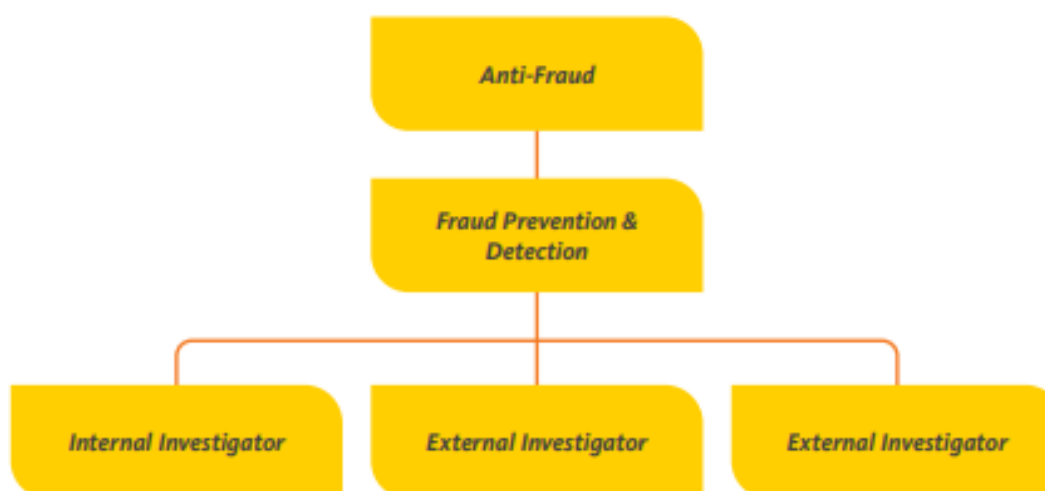 Anti-Fraud
Fraud Prevention &
Detection
Internal Investigator
External Investigator
External Investigator